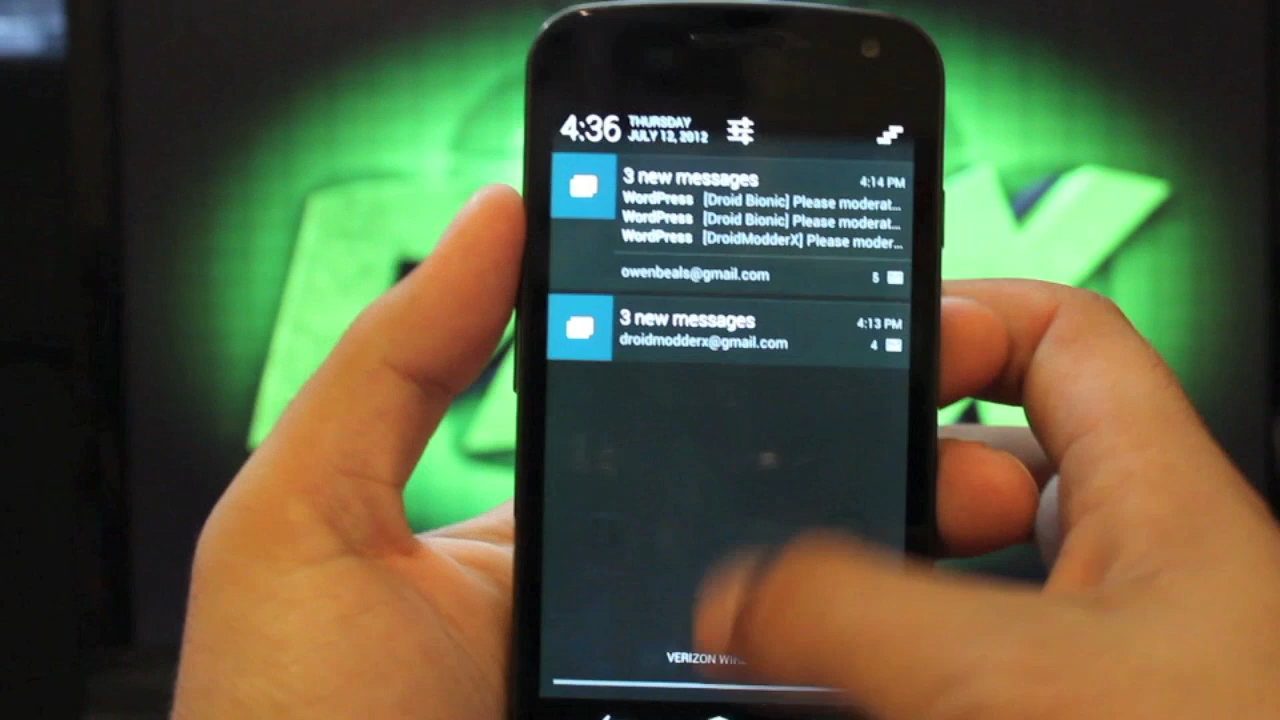 4:36 THURSDAY
JULY 12, 2012
3 new messages 4:14 PM
WordPress [Droid Bionic] Please moderat...
WordPress [Droid Bionic] Please moderat...
WordPress [DroidModderX] Please moder...
owenbeals@gmail.com 5
3 new messages 4:13 PM
droidmodderx@gmail.com 4
VERIZON